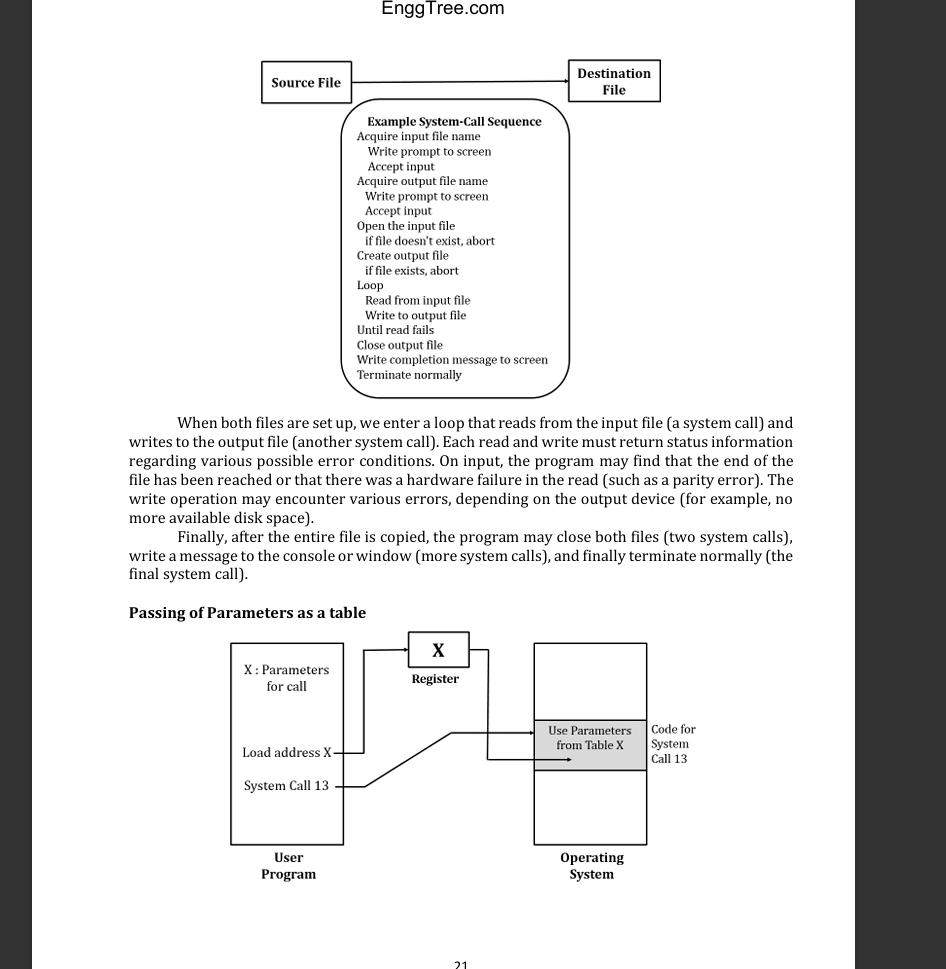 EnggTree.com
Source File
Destination
File
Example System-Call Sequence
Acquire input file name
Write prompt to screen
Accept input
Acquire output file name
Write prompt to screen
Accept input
Open the input file
if file doesn't exist, abort
Create output file
if file exists, abort
Loop
Read from input file
Write to output file
Until read fails
Close output file
Write completion message to screen
Terminate normally
When both files are set up, we enter a loop that reads from the input file (a system call) and
writes to the output file (another system call). Each read and write must return status information
regarding various possible error conditions. On input, the program may find that the end of the
file has been reached or that there was a hardware failure in the read (such as a parity error). The
write operation may encounter various errors, depending on the output device (for example, no
more available disk space).
Finally, after the entire file is copied, the program may close both files (two system calls),
write a message to the console or window (more system calls), and finally terminate normally (the
final system call).
Passing of Parameters as a table
X : Parameters
for call
Load address X
System Call 13
User
Program
X
Register
Use Parameters
from Table X
Code for
System
Call 13
Operating
System
21